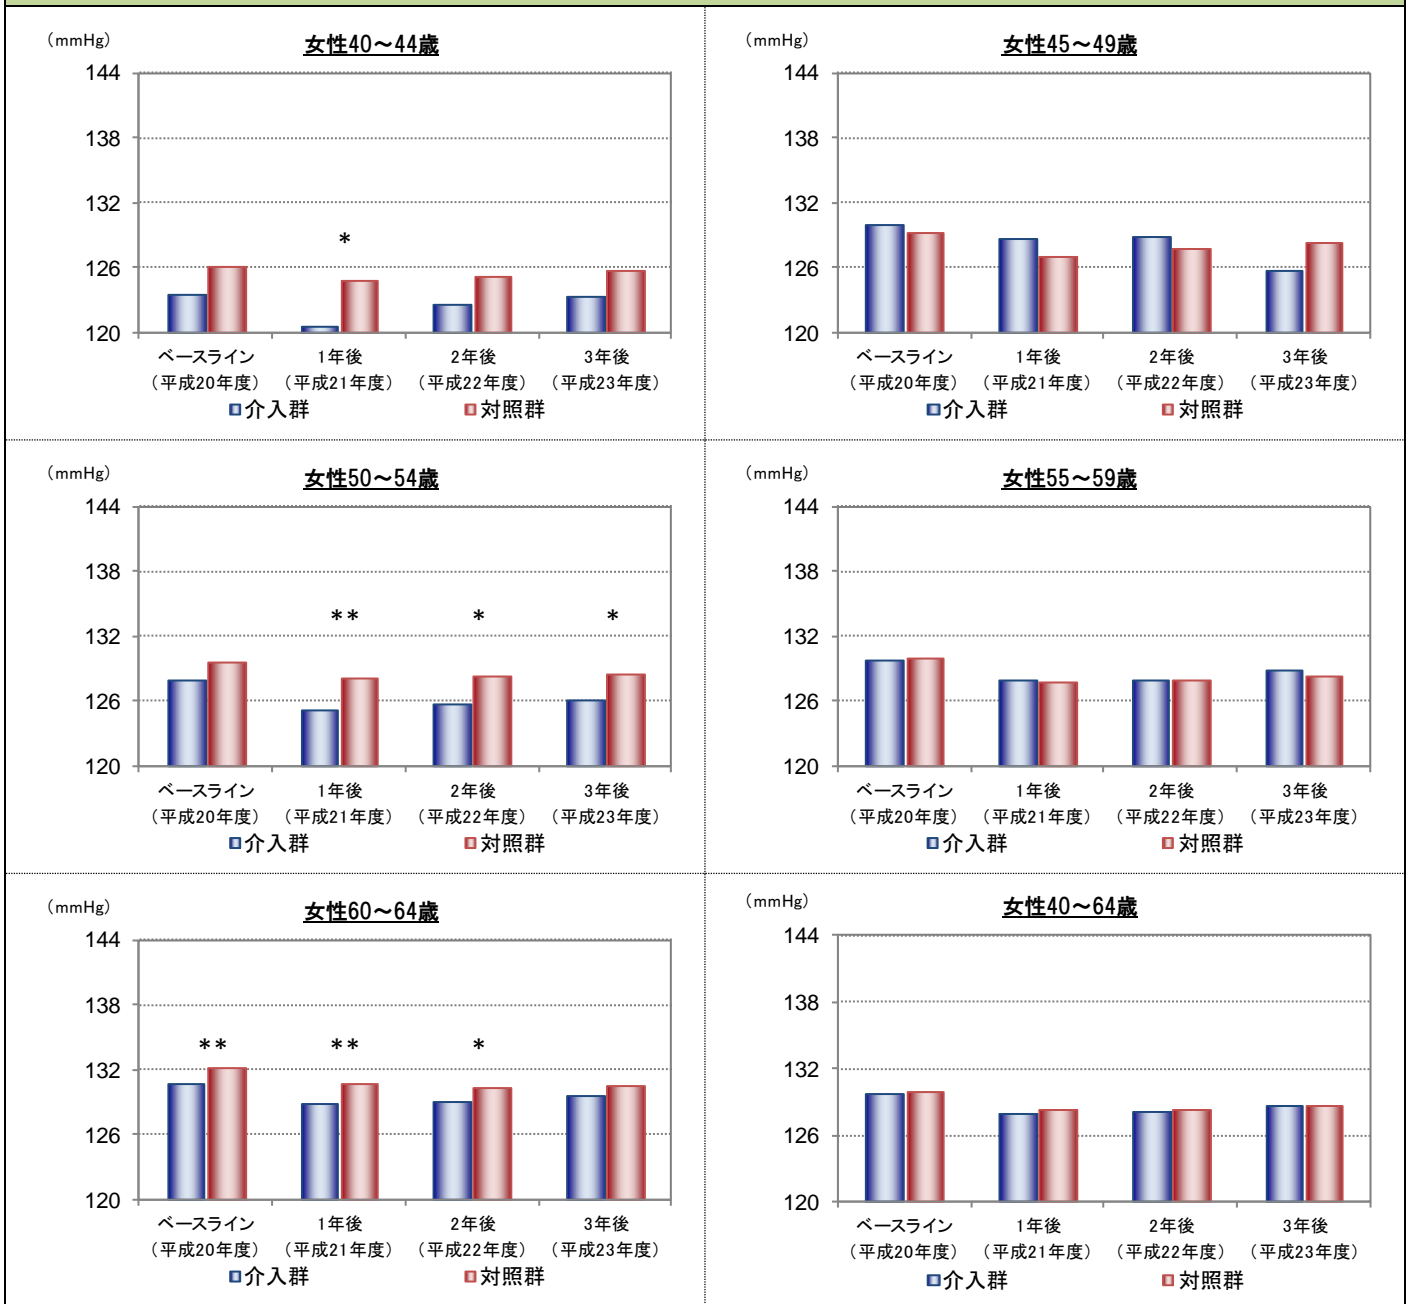 (mmHg)
女性40～44歳
144
138
132
*
126
120
ベースライン 1年後 2年後 3年後
(平成20年度) (平成21年度) (平成22年度) (平成23年度)
介入群 対照群
(mmHg)
女性45～49歳
144
138
132
126
120
ベースライン 1年後 2年後 3年後
(平成20年度) (平成21年度) (平成22年度) (平成23年度)
介入群 対照群
(mmHg)
女性50～54歳
144
138
** * *
132
126
120
ベースライン 1年後 2年後 3年後
(平成20年度) (平成21年度) (平成22年度) (平成23年度)
介入群 対照群
(mmHg)
女性55～59歳
144
138
132
126
120
ベースライン 1年後 2年後 3年後
(平成20年度) (平成21年度) (平成22年度) (平成23年度)
介入群 対照群
(mmHg)
女性60～64歳
144
138
** ** *
132
126
120
ベースライン 1年後 2年後 3年後
(平成20年度) (平成21年度) (平成22年度) (平成23年度)
介入群 対照群
(mmHg)
女性40～64歳
144
138
132
126
120
ベースライン 1年後 2年後 3年後
(平成20年度) (平成21年度) (平成22年度) (平成23年度)
介入群 対照群